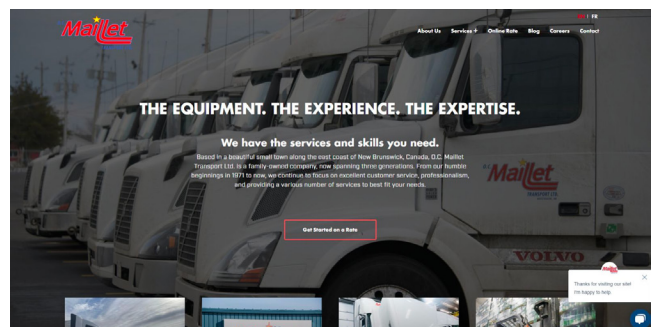 Maillet
EN | FR
About Us Services + Online Rate Blog Careers Contact
THE EQUIPMENT. THE EXPERIENCE. THE EXPERTISE.
We have the services and skills you need.
Based in a beautiful small town along the east coast of New Brunswick, Canada, O.C. Maillet
Transport Ltd. is a family-owned company, now spanning three generations. From our humble
beginnings in 1971 to now, we continue to focus on excellent customer service, professionalism,
and providing a various number of services to best fit your needs.
Maillet
TRANSPORT LTD
Get Started on a Rate
VOLVO
Thanks for visiting our site!
I'm happy to help.